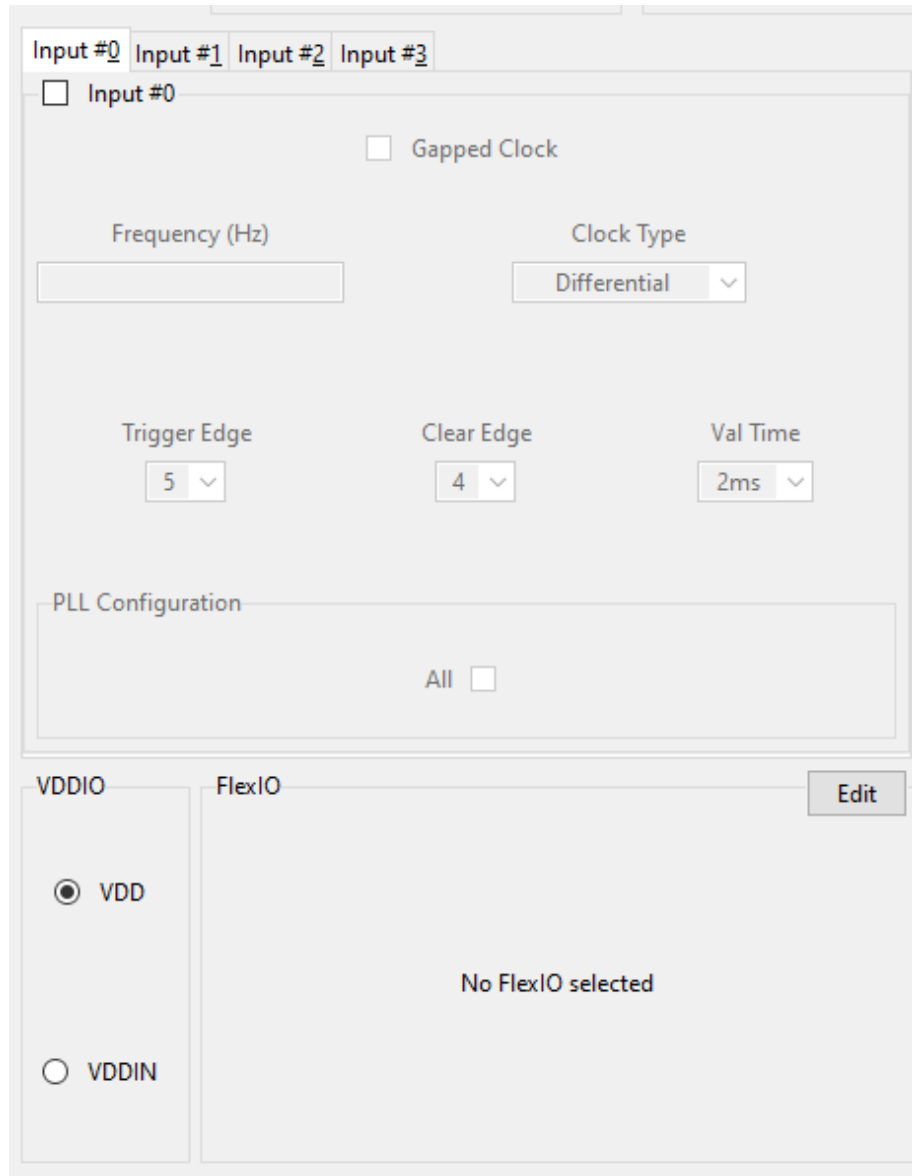 Input #0 Input #1 Input #2 Input #3
Input #0
Gapped Clock
Frequency (Hz) Clock Type
Differential
Trigger Edge Clear Edge Val Time
5 4 2ms
PLL Configuration
All
VDDIO FlexIO Edit
VDD
No FlexIO selected
VDDIN